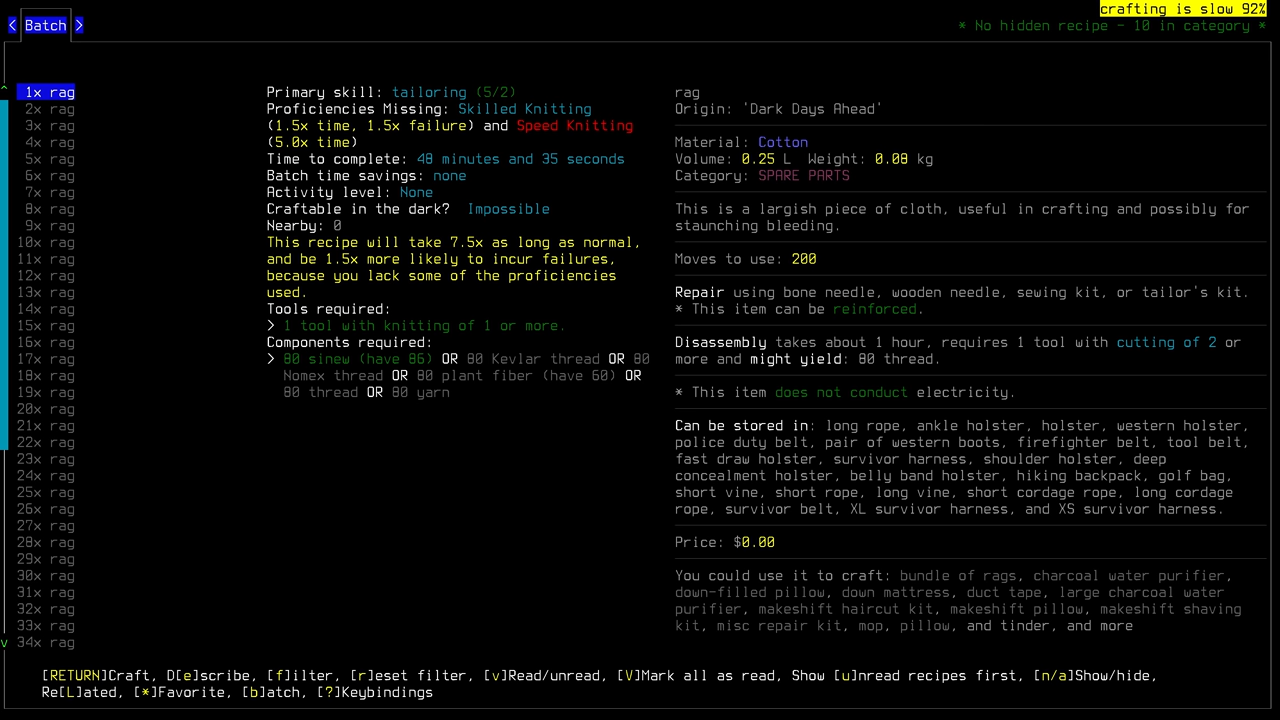 crafting is slow 92%
< Batch >
* No hidden recipe - 10 in category *
1x rag
2x rag
3x rag
4x rag
5x rag
6x rag
7x rag
8x rag
9x rag
10x rag
11x rag
12x rag
13x rag
14x rag
15x rag
16x rag
17x rag
18x rag
19x rag
20x rag
21x rag
22x rag
23x rag
24x rag
25x rag
26x rag
27x rag
28x rag
29x rag
30x rag
31x rag
32x rag
33x rag
34x rag
Primary skill: tailoring (5/2)
Proficiencies Missing: Skilled Knitting
(1.5x time, 1.5x failure) and Speed Knitting
(5.0x time)
Time to complete: 48 minutes and 35 seconds
Batch time savings: none
Activity level: None
Craftable in the dark?  Impossible
Nearby: 0
This recipe will take 7.5x as long as normal,
and be 1.5x more likely to incur failures,
because you lack some of the proficiencies
used.
Tools required:
> 1 tool with knitting of 1 or more.
Components required:
> 80 sinew (have 86) OR 80 Kevlar thread OR 80
Nomex thread OR 80 plant fiber (have 60) OR
80 thread OR 80 yarn
rag
Origin: 'Dark Days Ahead'
Material: Cotton
Volume: 0.25 L  Weight: 0.08 kg
Category: SPARE PARTS
This is a largish piece of cloth, useful in crafting and possibly for
staunching bleeding.
Moves to use: 200
Repair using bone needle, wooden needle, sewing kit, or tailor's kit.
* This item can be reinforced.
Disassembly takes about 1 hour, requires 1 tool with cutting of 2 or
more and might yield: 80 thread.
* This item does not conduct electricity.
Can be stored in: long rope, ankle holster, holster, western holster,
police duty belt, pair of western boots, firefighter belt, tool belt,
fast draw holster, survivor harness, shoulder holster, deep
concealment holster, belly band holster, hiking backpack, golf bag,
short vine, short rope, long vine, short cordage rope, long cordage
rope, survivor belt, XL survivor harness, and XS survivor harness.
Price: $0.00
You could use it to craft: bundle of rags, charcoal water purifier,
down-filled pillow, down mattress, duct tape, large charcoal water
purifier, makeshift haircut kit, makeshift pillow, makeshift shaving
kit, misc repair kit, mop, pillow, and tinder, and more
[RETURN]Craft, D[e]scribe, [f]ilter, [r]eset filter, [v]Read/unread, [V]Mark all as read, Show [u]nread recipes first, [n/a]Show/hide,
Re[L]ated, [*]Favorite, [b]atch, [?]Keybindings